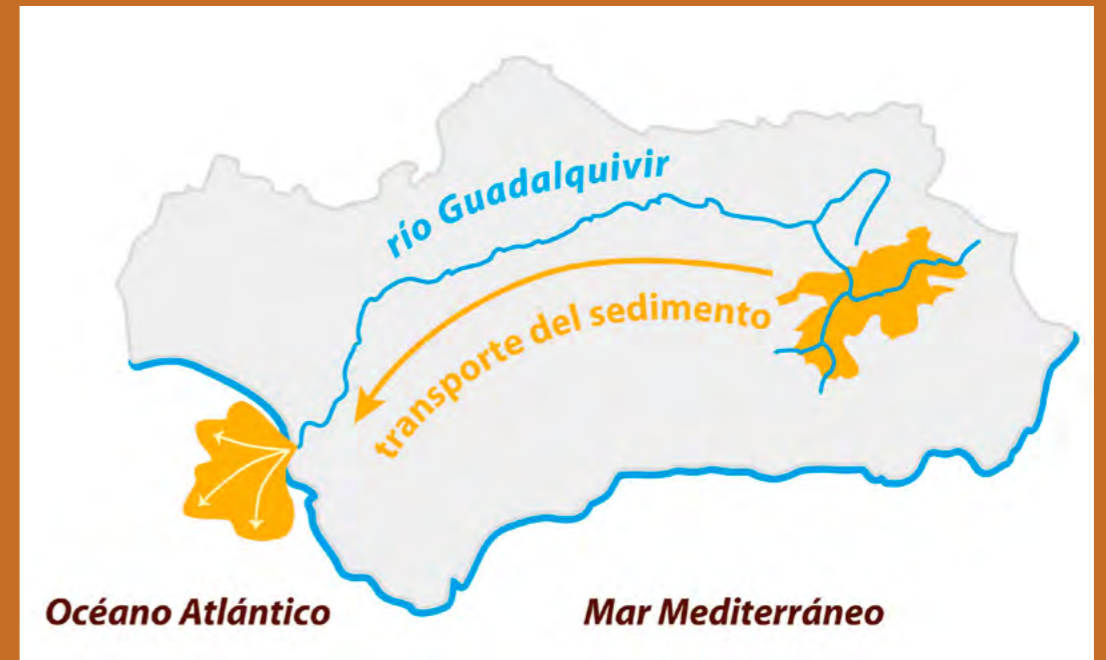 río Guadalquivir
transporte del sedimento
Océano Atlántico
Mar Mediterráneo